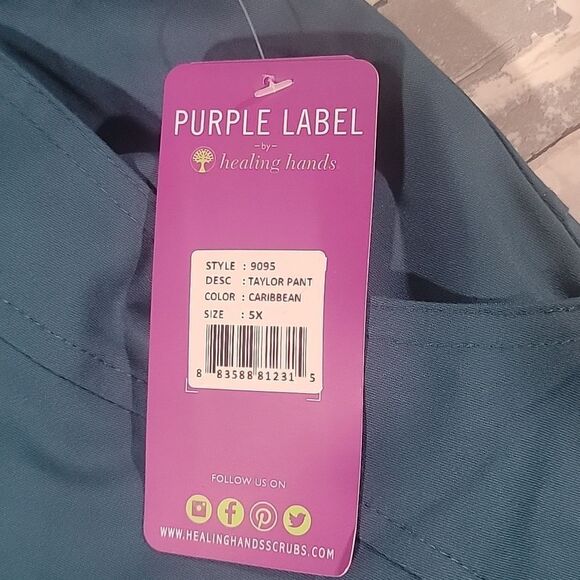 PURPLE LABEL
-by-
healing hands
STYLE : 9095
DESC : TAYLOR PANT
COLOR : CARIBBEAN
SIZE : 5X
8 83588 81231 5
FOLLOW US ON
WWW.HEALINGHANDSSCRUBS.COM